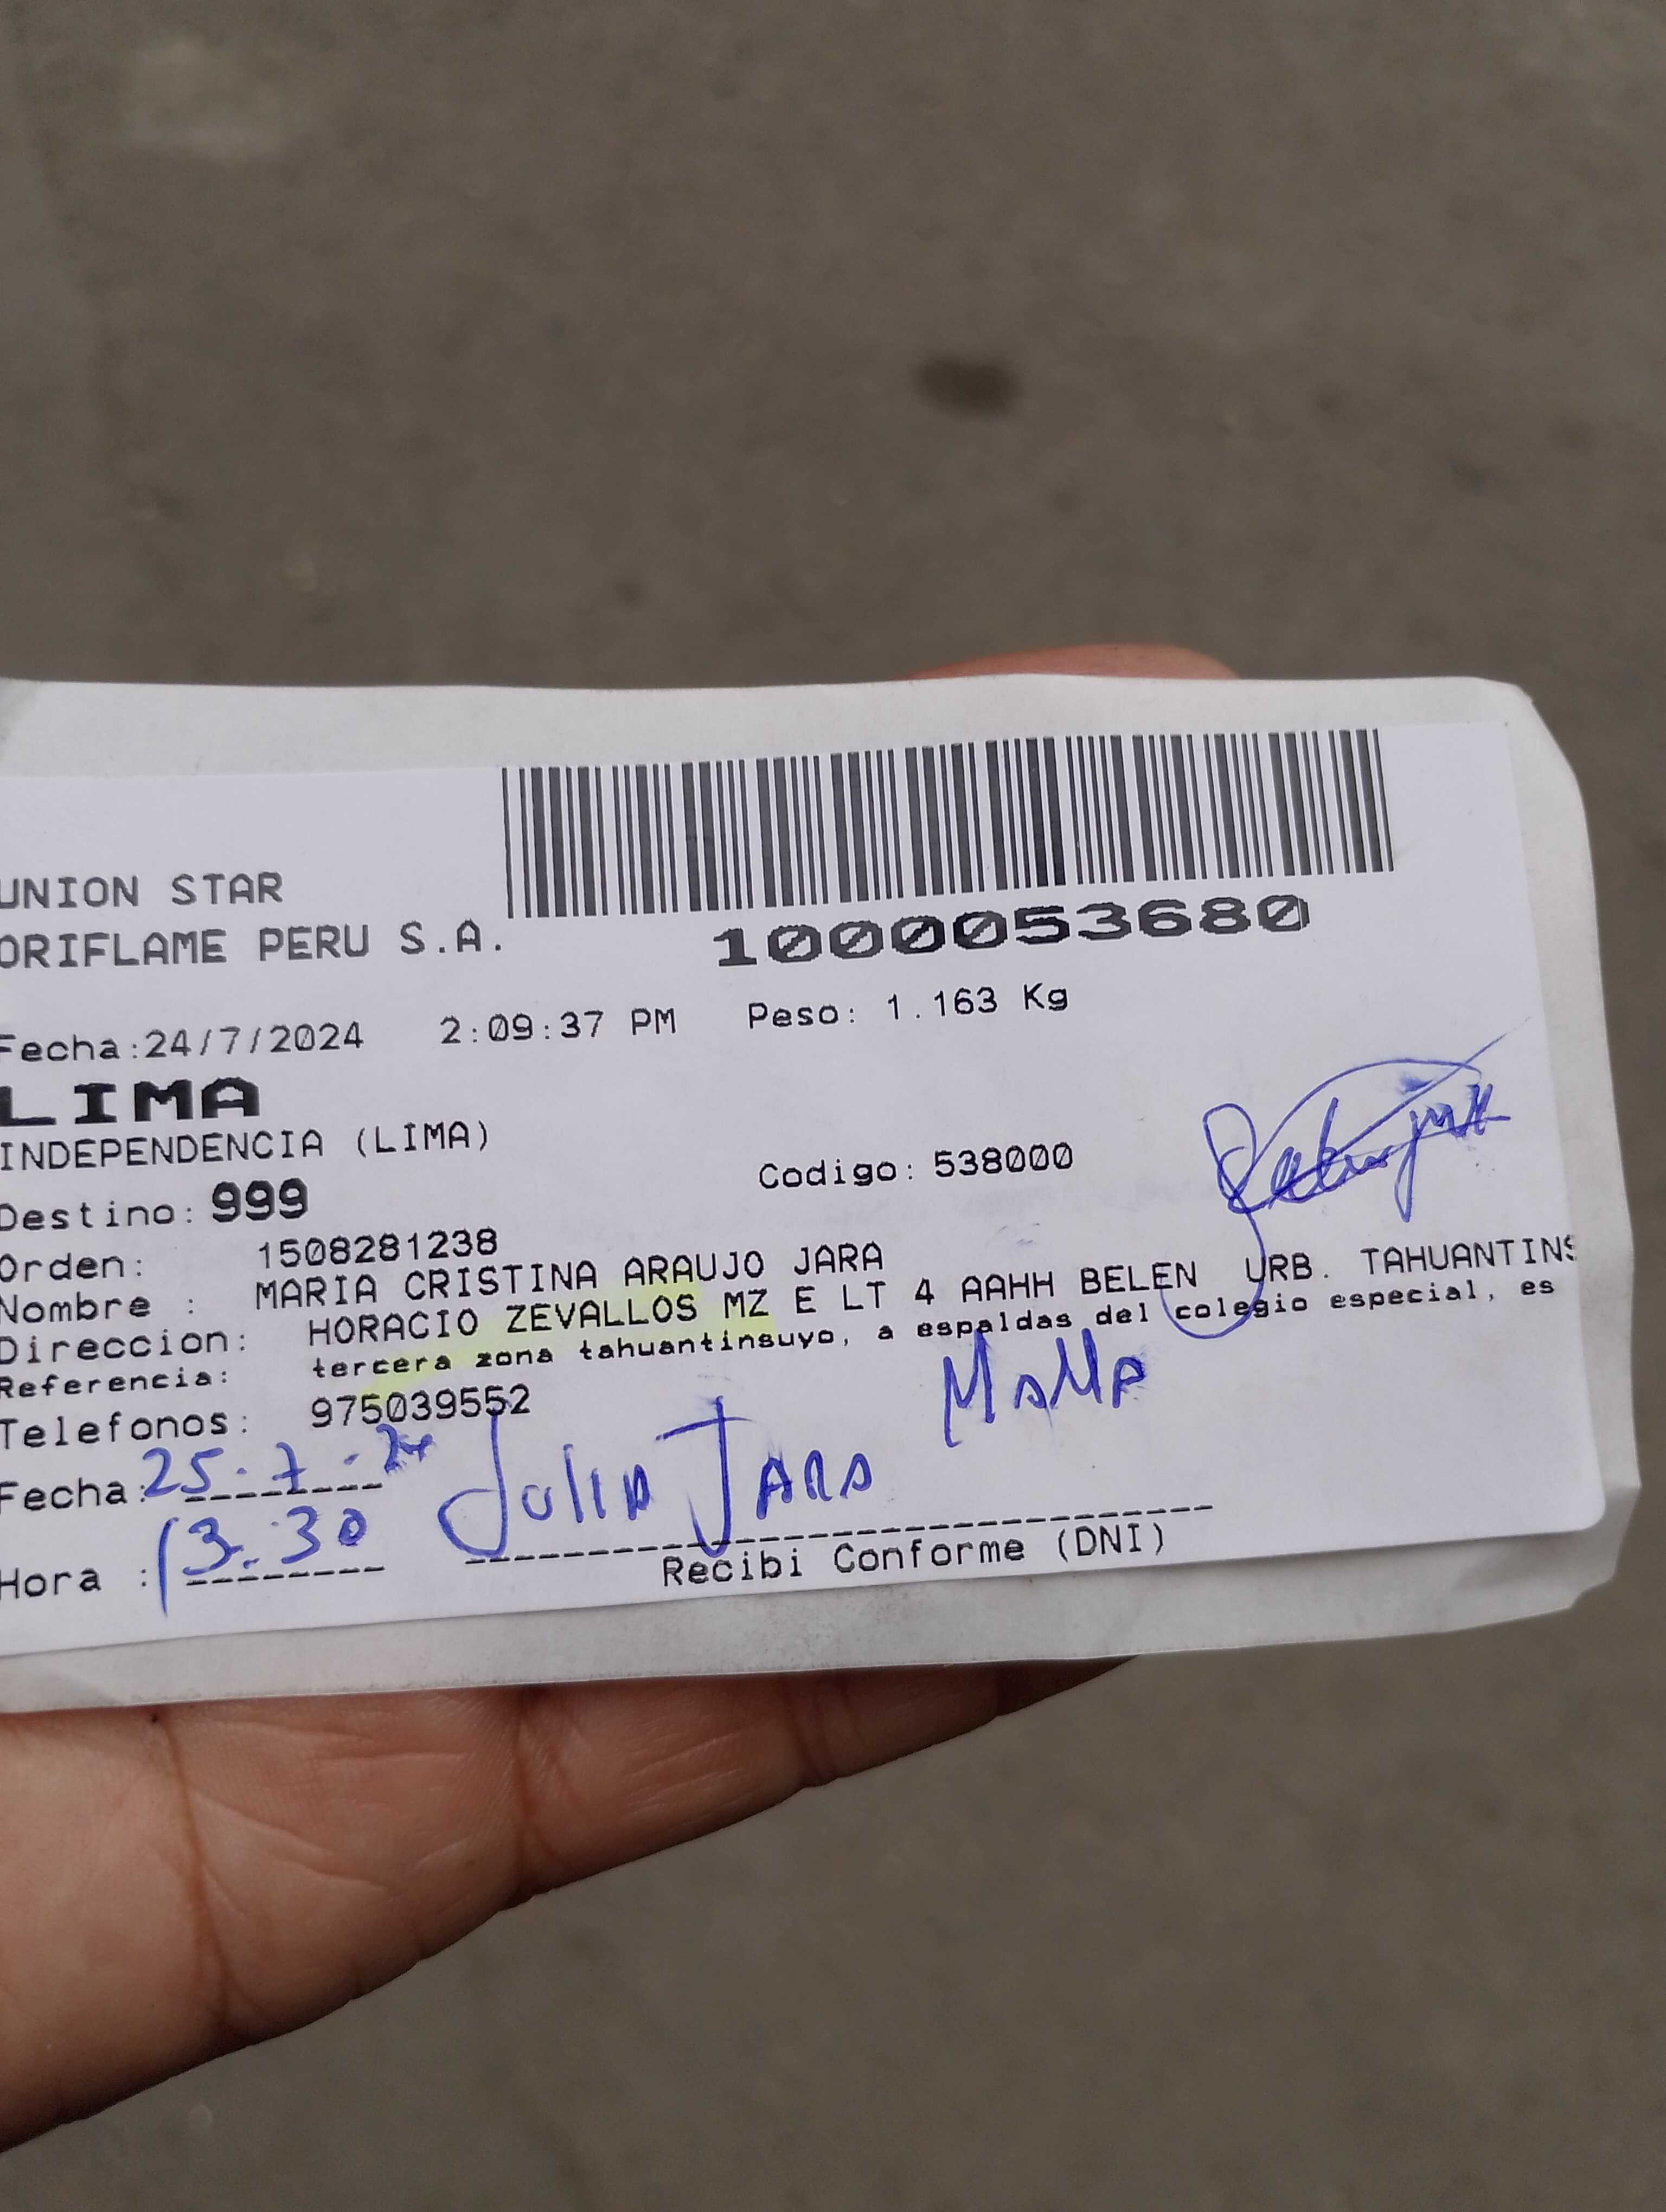 UNION STAR
ORIFLAME PERU S.A.
1000053680
Fecha:24/7/2024 2:09:37 PM Peso: 1.163 Kg
LIMA
INDEPENDENCIA (LIMA)
Destino: 999 Codigo: 538000
Orden: 1508281238
Nombre : MARIA CRISTINA ARAUJO JARA
Direccion: HORACIO ZEVALLOS MZ E LT 4 AAHH BELEN URB. TAHUANTINS
Referencia: tercera zona tahuantinsuyo, a espaldas del colegio especial, es
Telefonos: 975039552
Fecha: 25-7-24 Julia Jara
Hora : 13:30
Recibi Conforme (DNI)